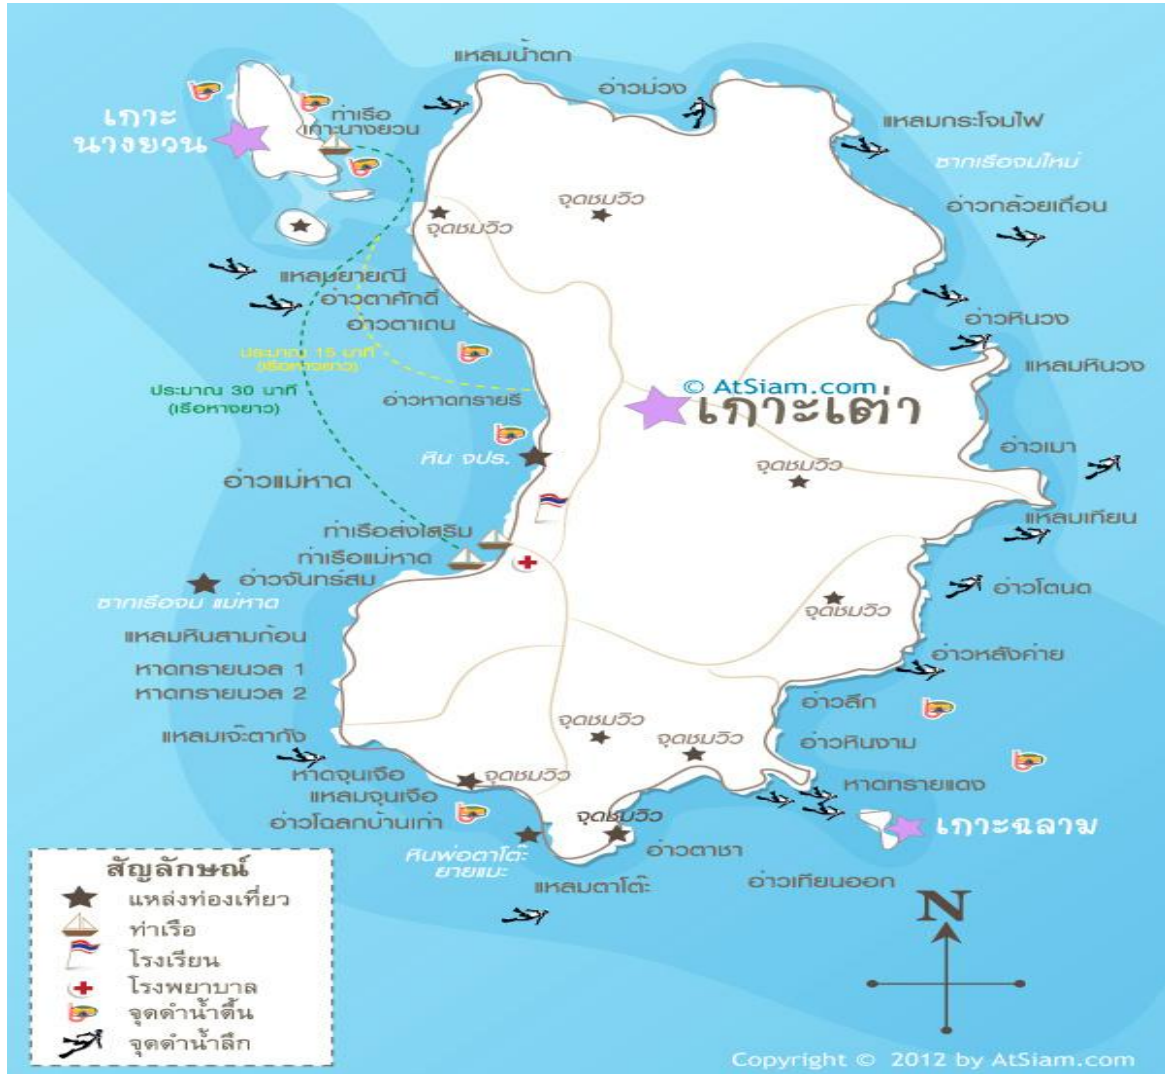 แหลมน้ำตก
อ่าวม่วง
แหลมกระโจมไฟ
ซากเรือจมใหม่
อ่าวกล้วยเถื่อน
เกาะ
นางยวน
ท่าเรือ
เกาะนางยวน
จุดชมวิว
จุดชมวิว
แหลมยายณี
อ่าวตาศักดิ์
อ่าวตาเถน
ประมาณ 15 นาที
(เรือหางยาว)
ประมาณ 30 นาที
(เรือหางยาว)
อ่าวหินวง
แหลมหินวง
© AtSiam.com
เกาะเต่า
อ่าวหาดทรายรี
หิน จปร.
อ่าวเมา
จุดชมวิว
อ่าวแม่หาด
แหลมเทียน
ท่าเรือส่งเสริม
ท่าเรือแม่หาด
อ่าวจันทร์สม
ซากเรือจม แม่หาด
อ่าวโตนด
จุดชมวิว
แหลมหินสามก้อน
หาดทรายนวล 1
หาดทรายนวล 2
อ่าวหลังค่าย
อ่าวลึก
แหลมเจ๊ะตากัง
จุดชมวิว
จุดชมวิว
อ่าวหินงาม
หาดจุนเจือ
จุดชมวิว
แหลมจุนเจือ
หาดทรายแดง
อ่าวโฉลกบ้านเก่า
จุดชมวิว
เกาะฉลาม
หินพ่อตาโต๊ะ
ยายแมะ
อ่าวตาชา
แหลมตาโต๊ะ
อ่าวเทียนออก
สัญลักษณ์
แหล่งท่องเที่ยว
ท่าเรือ
โรงเรียน
โรงพยาบาล
จุดดำน้ำตื้น
จุดดำน้ำลึก
N
Copyright © 2012 by AtSiam.com